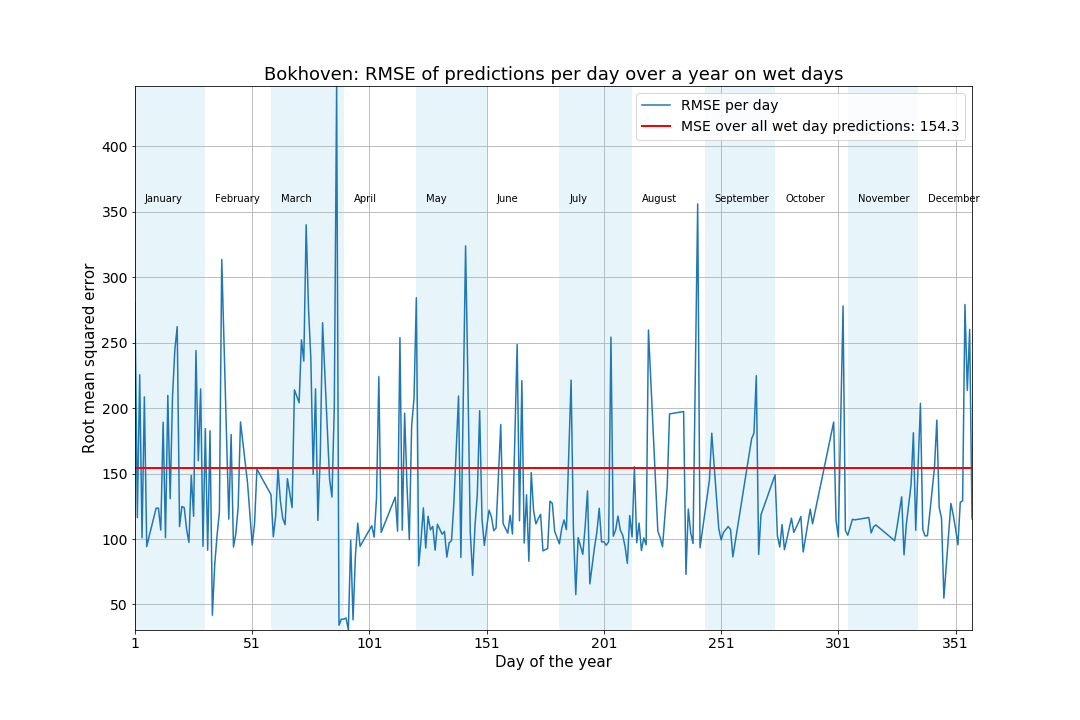 Bokhoven: RMSE of predictions per day over a year on wet days
RMSE per day
MSE over all wet day predictions: 154.3
400
350
300
250
200
150
100
50
Root mean squared error
January
February
March
April
May
June
July
August
September
October
November
December
1
51
101
151
201
251
301
351
Day of the year